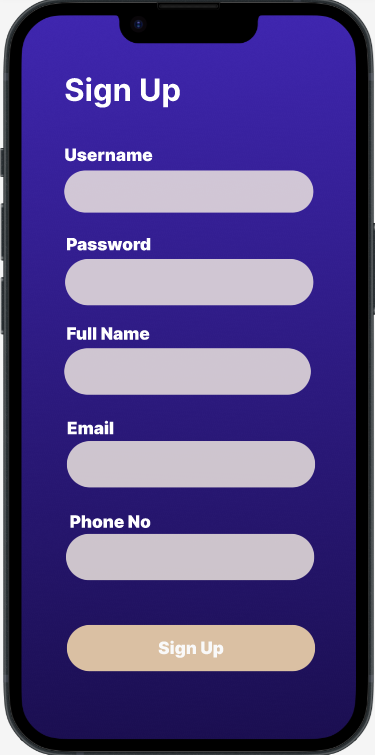 Sign Up
Username
Password
Full Name
Email
Phone No
Sign Up